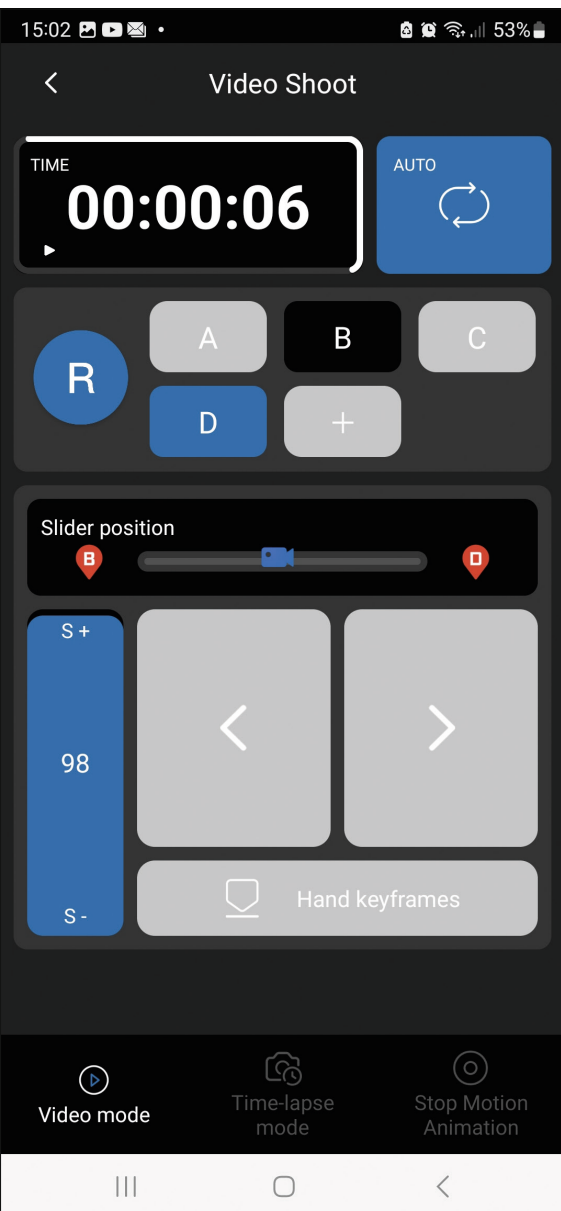 15:02 53%
Video Shoot
TIME
00:00:06
AUTO
R
A B C
D +
Slider position
B D
S +
98
S -
Hand keyframes
Video mode
Time-lapse mode
Stop Motion Animation